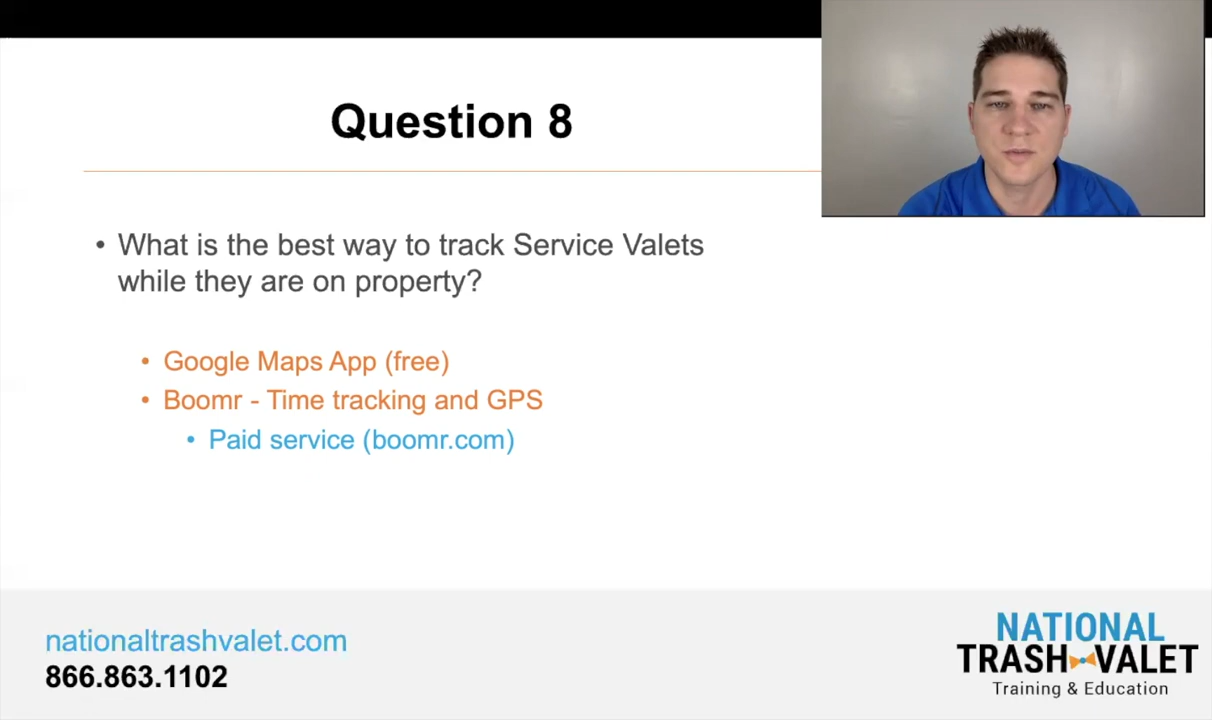 Question 8
• What is the best way to track Service Valets
while they are on property?
• Google Maps App (free)
• Boomr - Time tracking and GPS
• Paid service (boomr.com)
nationaltrashvalet.com
866.863.1102
NATIONAL
TRASH VALET
Training & Education